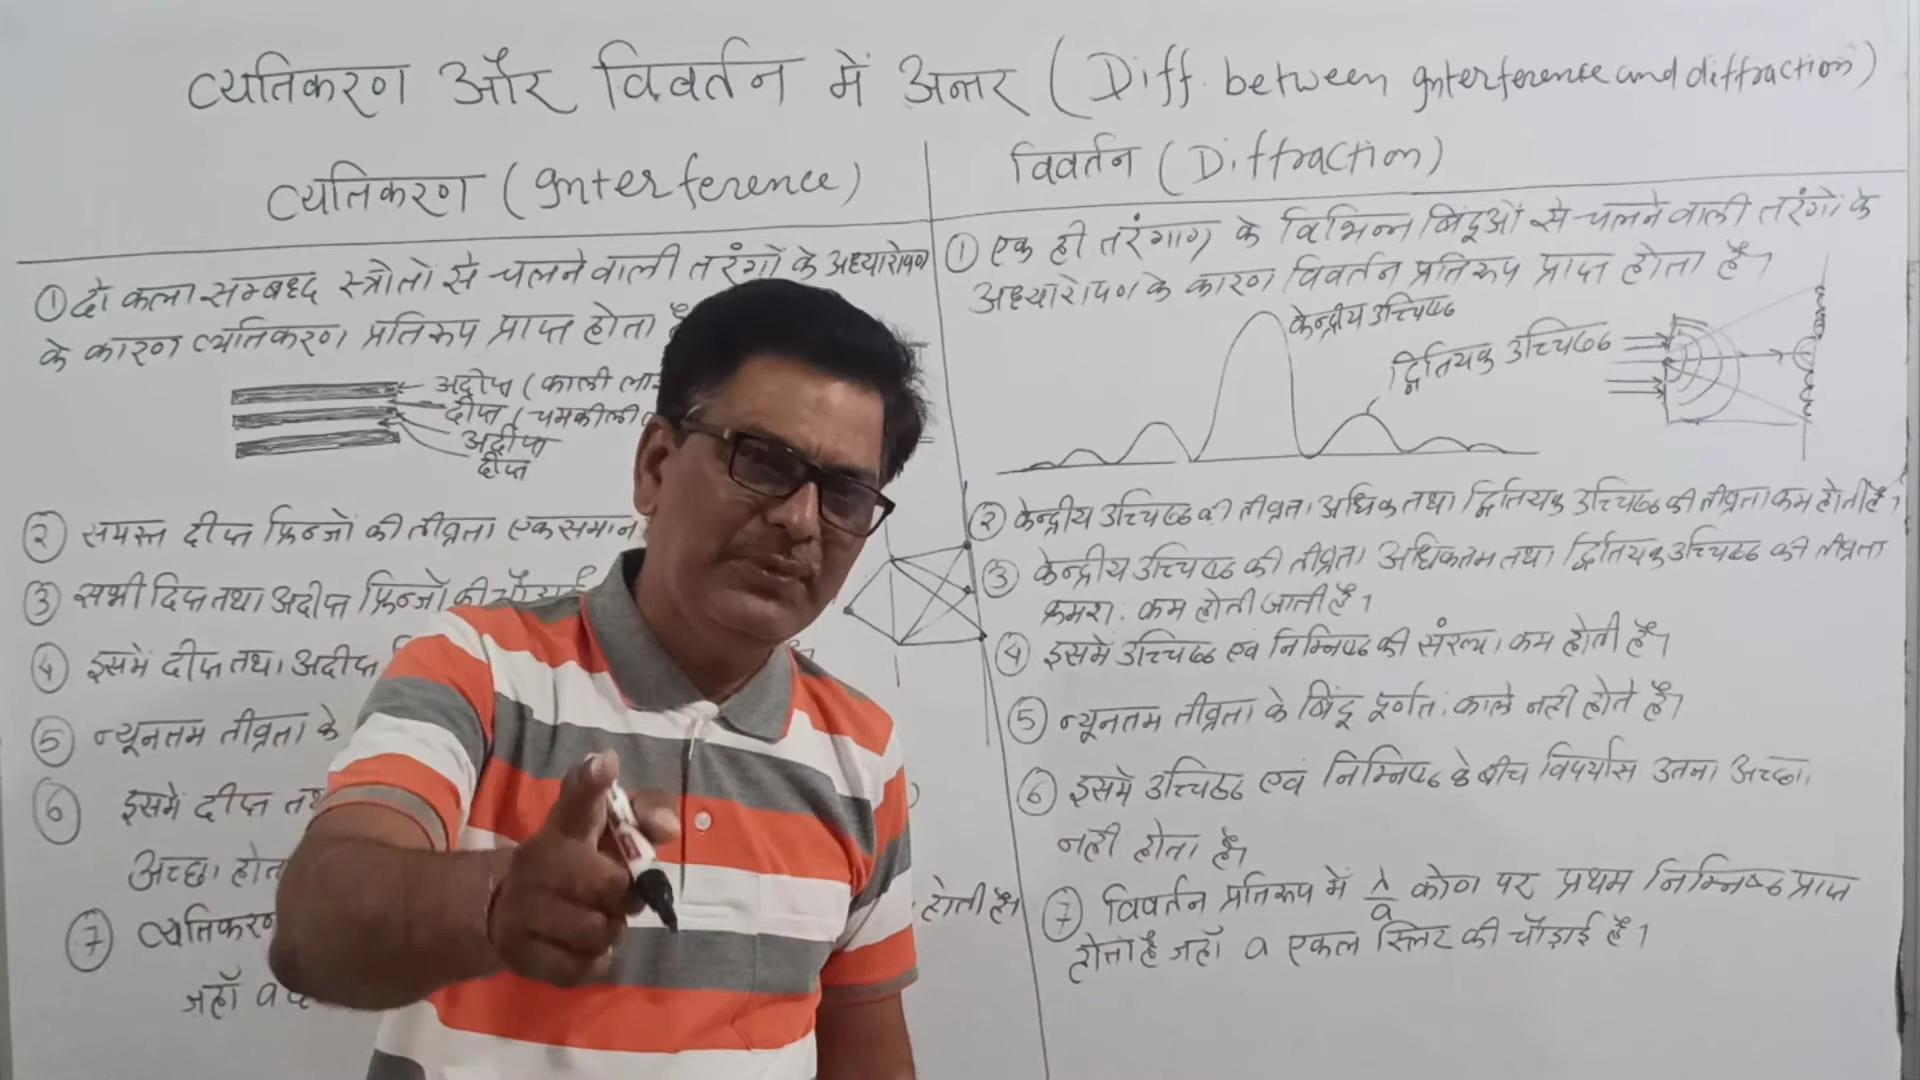 व्यतिकरण और विवर्तन में अन्तर (Diff. between Interference and diffraction)
व्यतिकरण (Interference)
① दो कला सम्बध्द स्त्रोतो से चलने वाली तरंगों के अध्यारोपण
के कारण व्यतिकरण प्रतिरूप प्राप्त होता है
अदीप्त (काली
दीप्त (चमकीली
अदीप्त
दीप्त
② समस्त दीप्त फ्रिन्जों की तीव्रता एकसमान
③ सभी दिप्त तथा अदीप्त फ्रिन्जों की चौड़ाई
④ इसमें दीप्त तथा अदीप्त
⑤ न्यूनतम तीव्रता के
⑥ इसमें दीप्त
अच्छा
⑦ व्यतिकरण
होती है।
जहाँ
विवर्तन (Diffraction)
① एक ही तरंगाग्र के विभिन्न बिंदुओं से चलने वाली तरंगों के
अध्यारोपण के कारण विवर्तन प्रतिरूप प्राप्त होता है।
केन्द्रीय उच्चिष्ठ
द्वितियक उच्चिष्ठ
② केन्द्रीय उच्चिष्ठ की तीव्रता अधिक तथा द्वितियक उच्चिष्ठ की तीव्रता कम होती है।
③ केन्द्रीय उच्चिष्ठ की तीव्रता अधिकतम तथा द्वितियक उच्चिष्ठ की तीव्रता
क्रमश: कम होती जाती है।
④ इसमें उच्चिष्ठ एवं निम्निष्ठ की संख्या कम होती है।
⑤ न्यूनतम तीव्रता के बिंदू पूर्णत: काले नही होते है।
⑥ इसमे उच्चिष्ठ एवं निम्निष्ठ के बीच विपर्यास उतना अच्छा
नही होता है।
⑦ विवर्तन प्रतिरूप में λ/a कोण पर प्रथम निम्निष्ठ प्राप्त
होता है जहाँ a एकल स्लिट की चौड़ाई है।